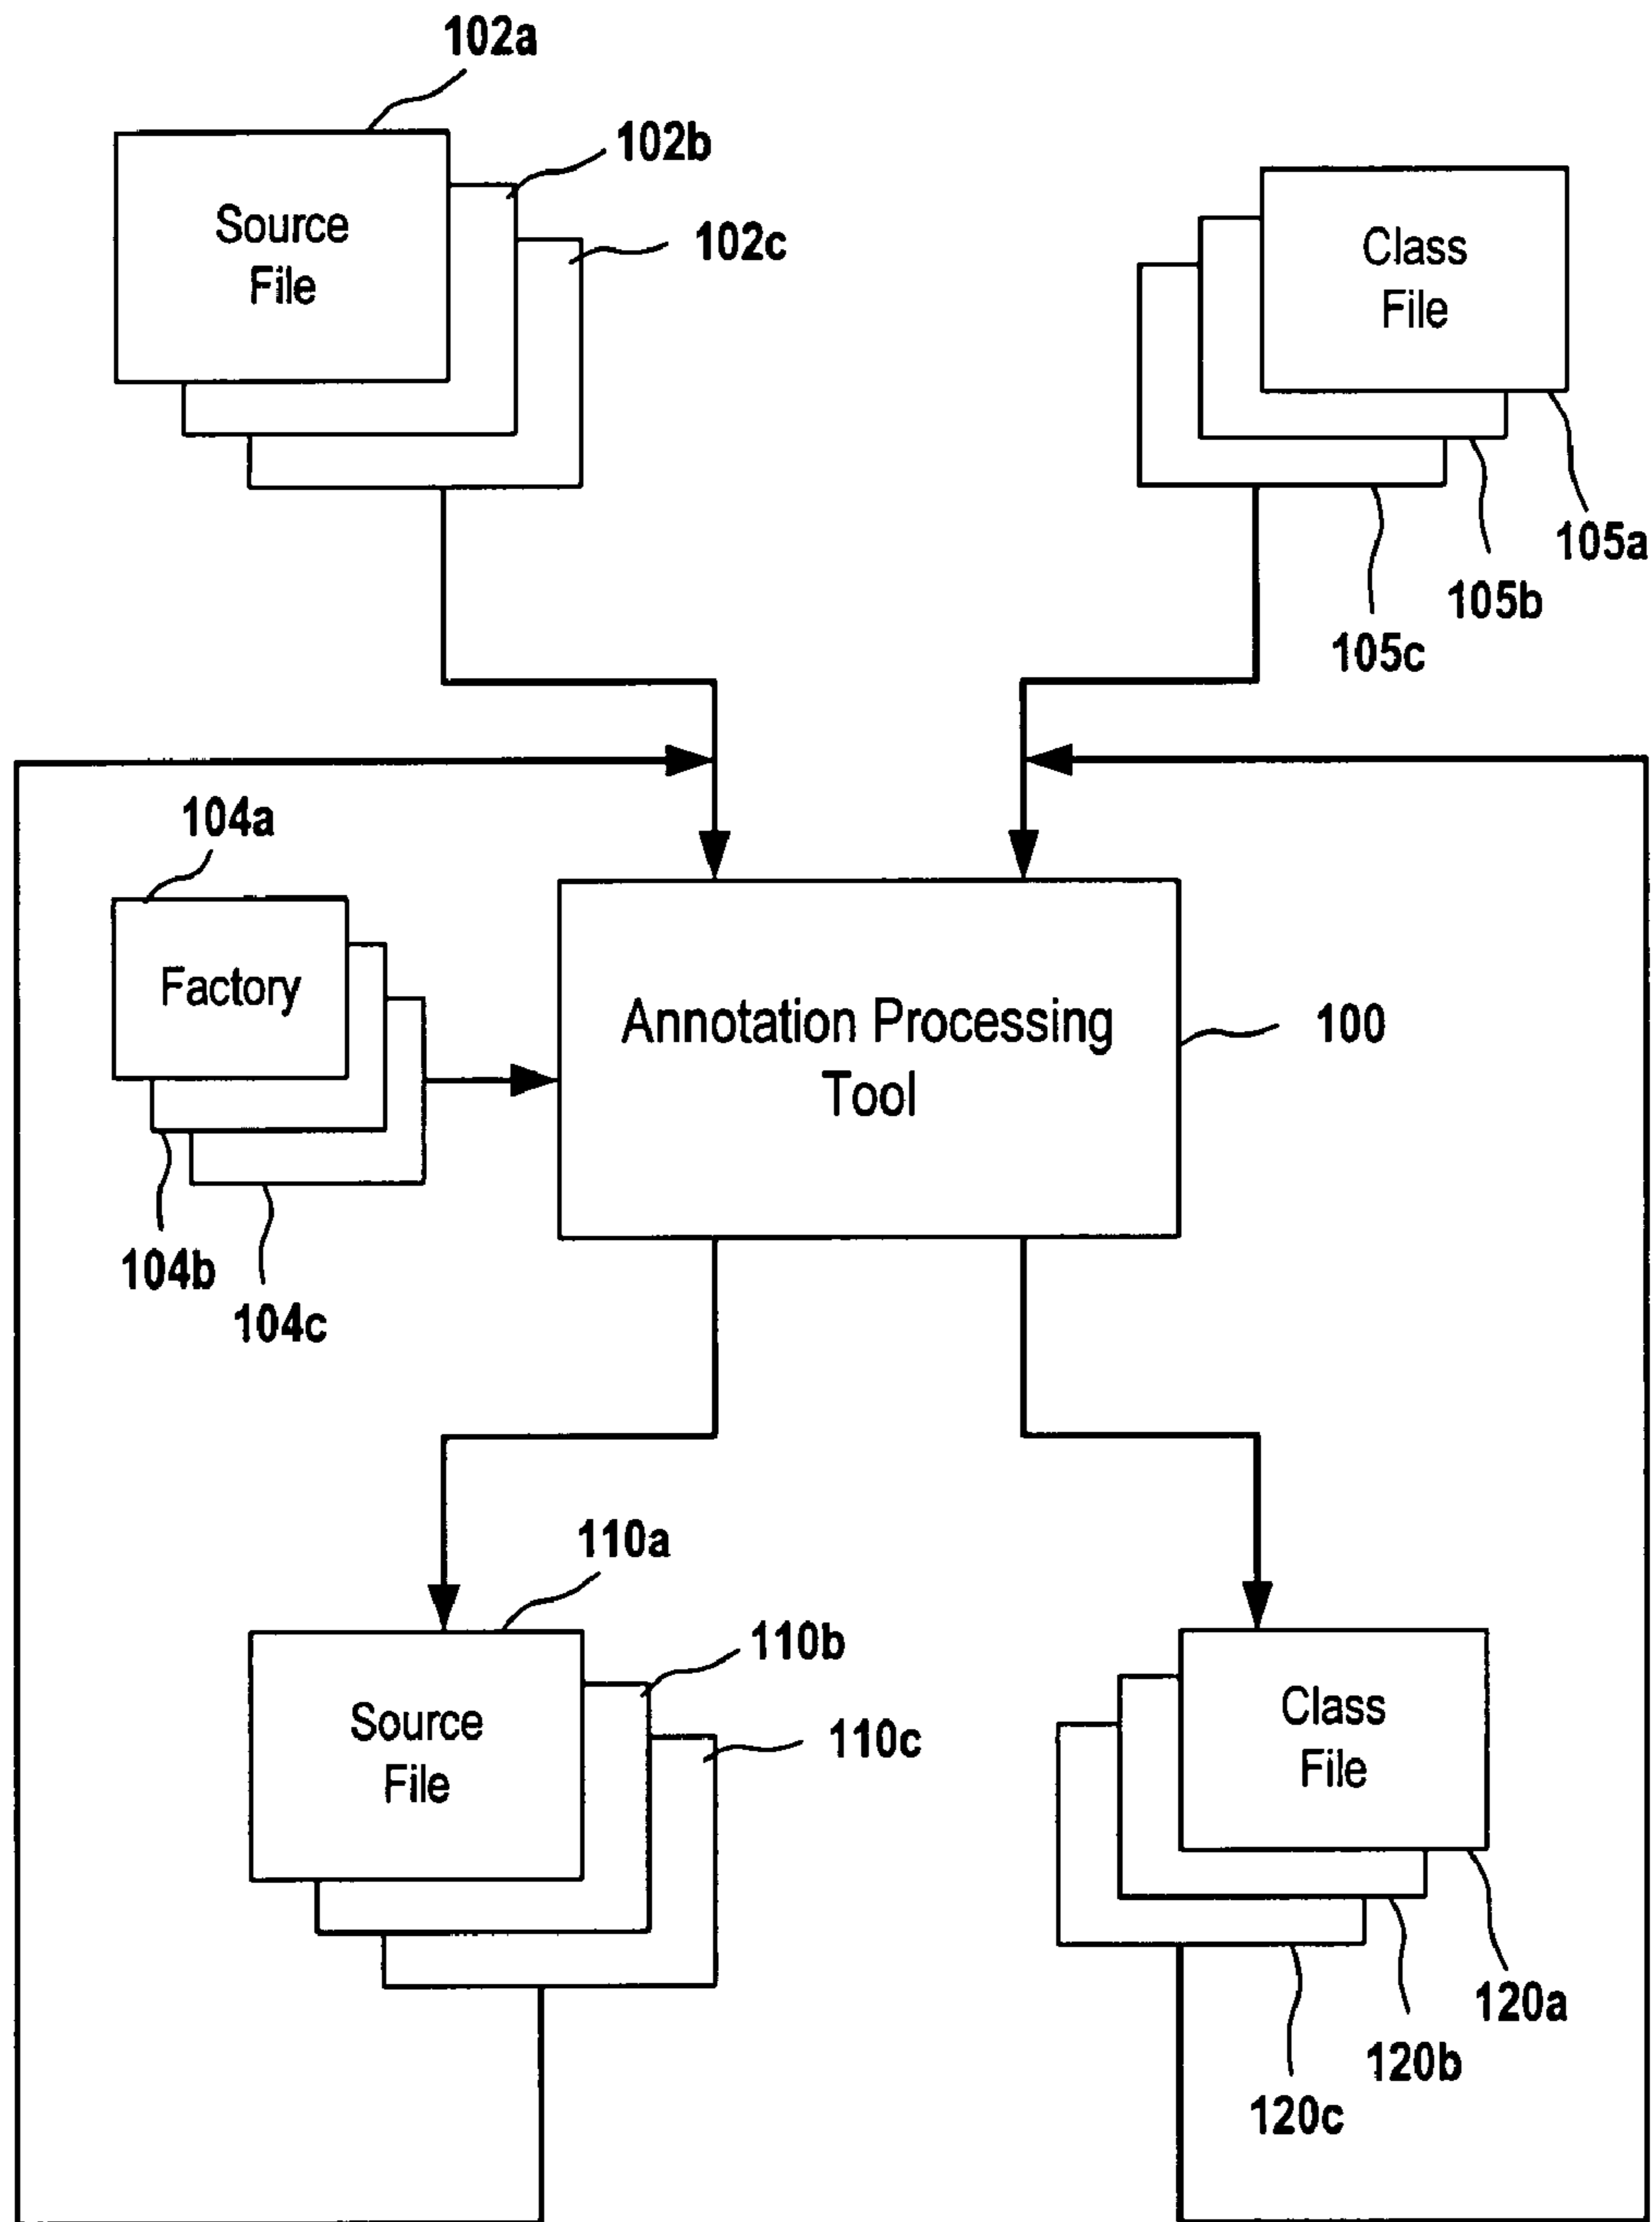 102a
102b
102c
Source
File
Class
File
105a
105b
105c
104a
Factory
104b
104c
Annotation Processing
Tool
100
110a
110b
110c
Source
File
Class
File
120a
120b
120c